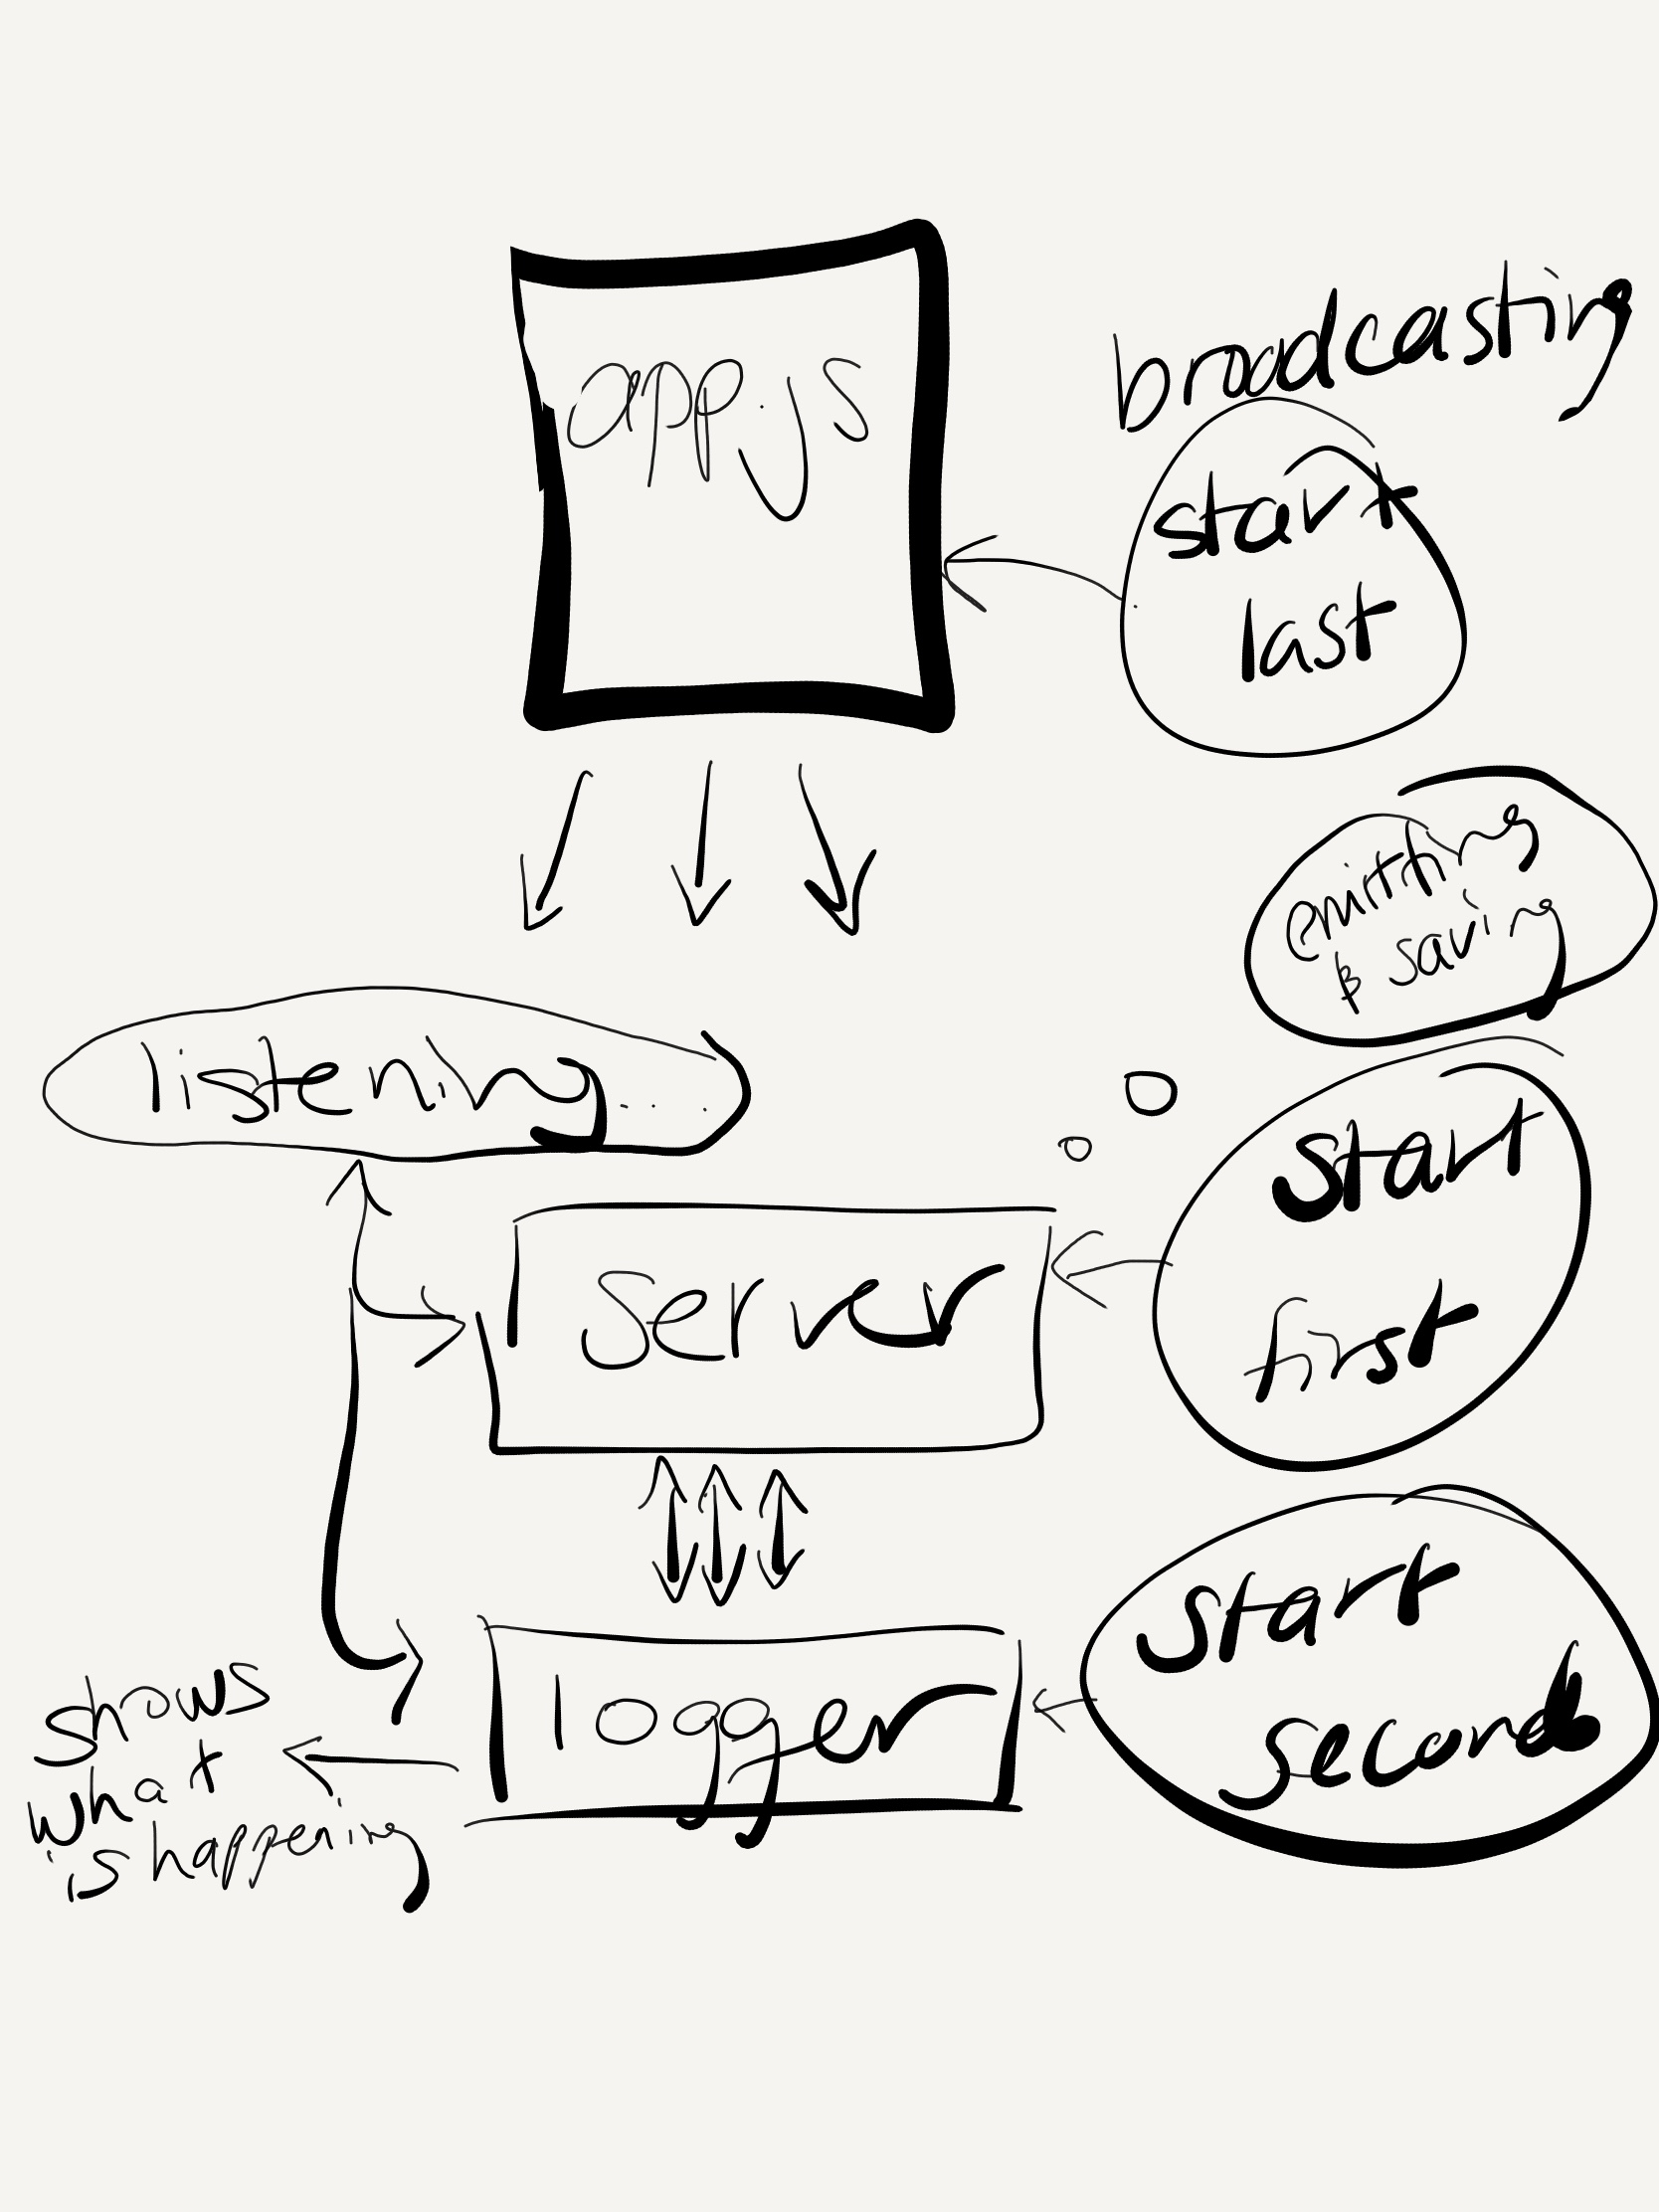 app.js
broadcasting
start
last
emitting
& saving
listening...
start
first
server
start
second
logger
shows
what
is happening